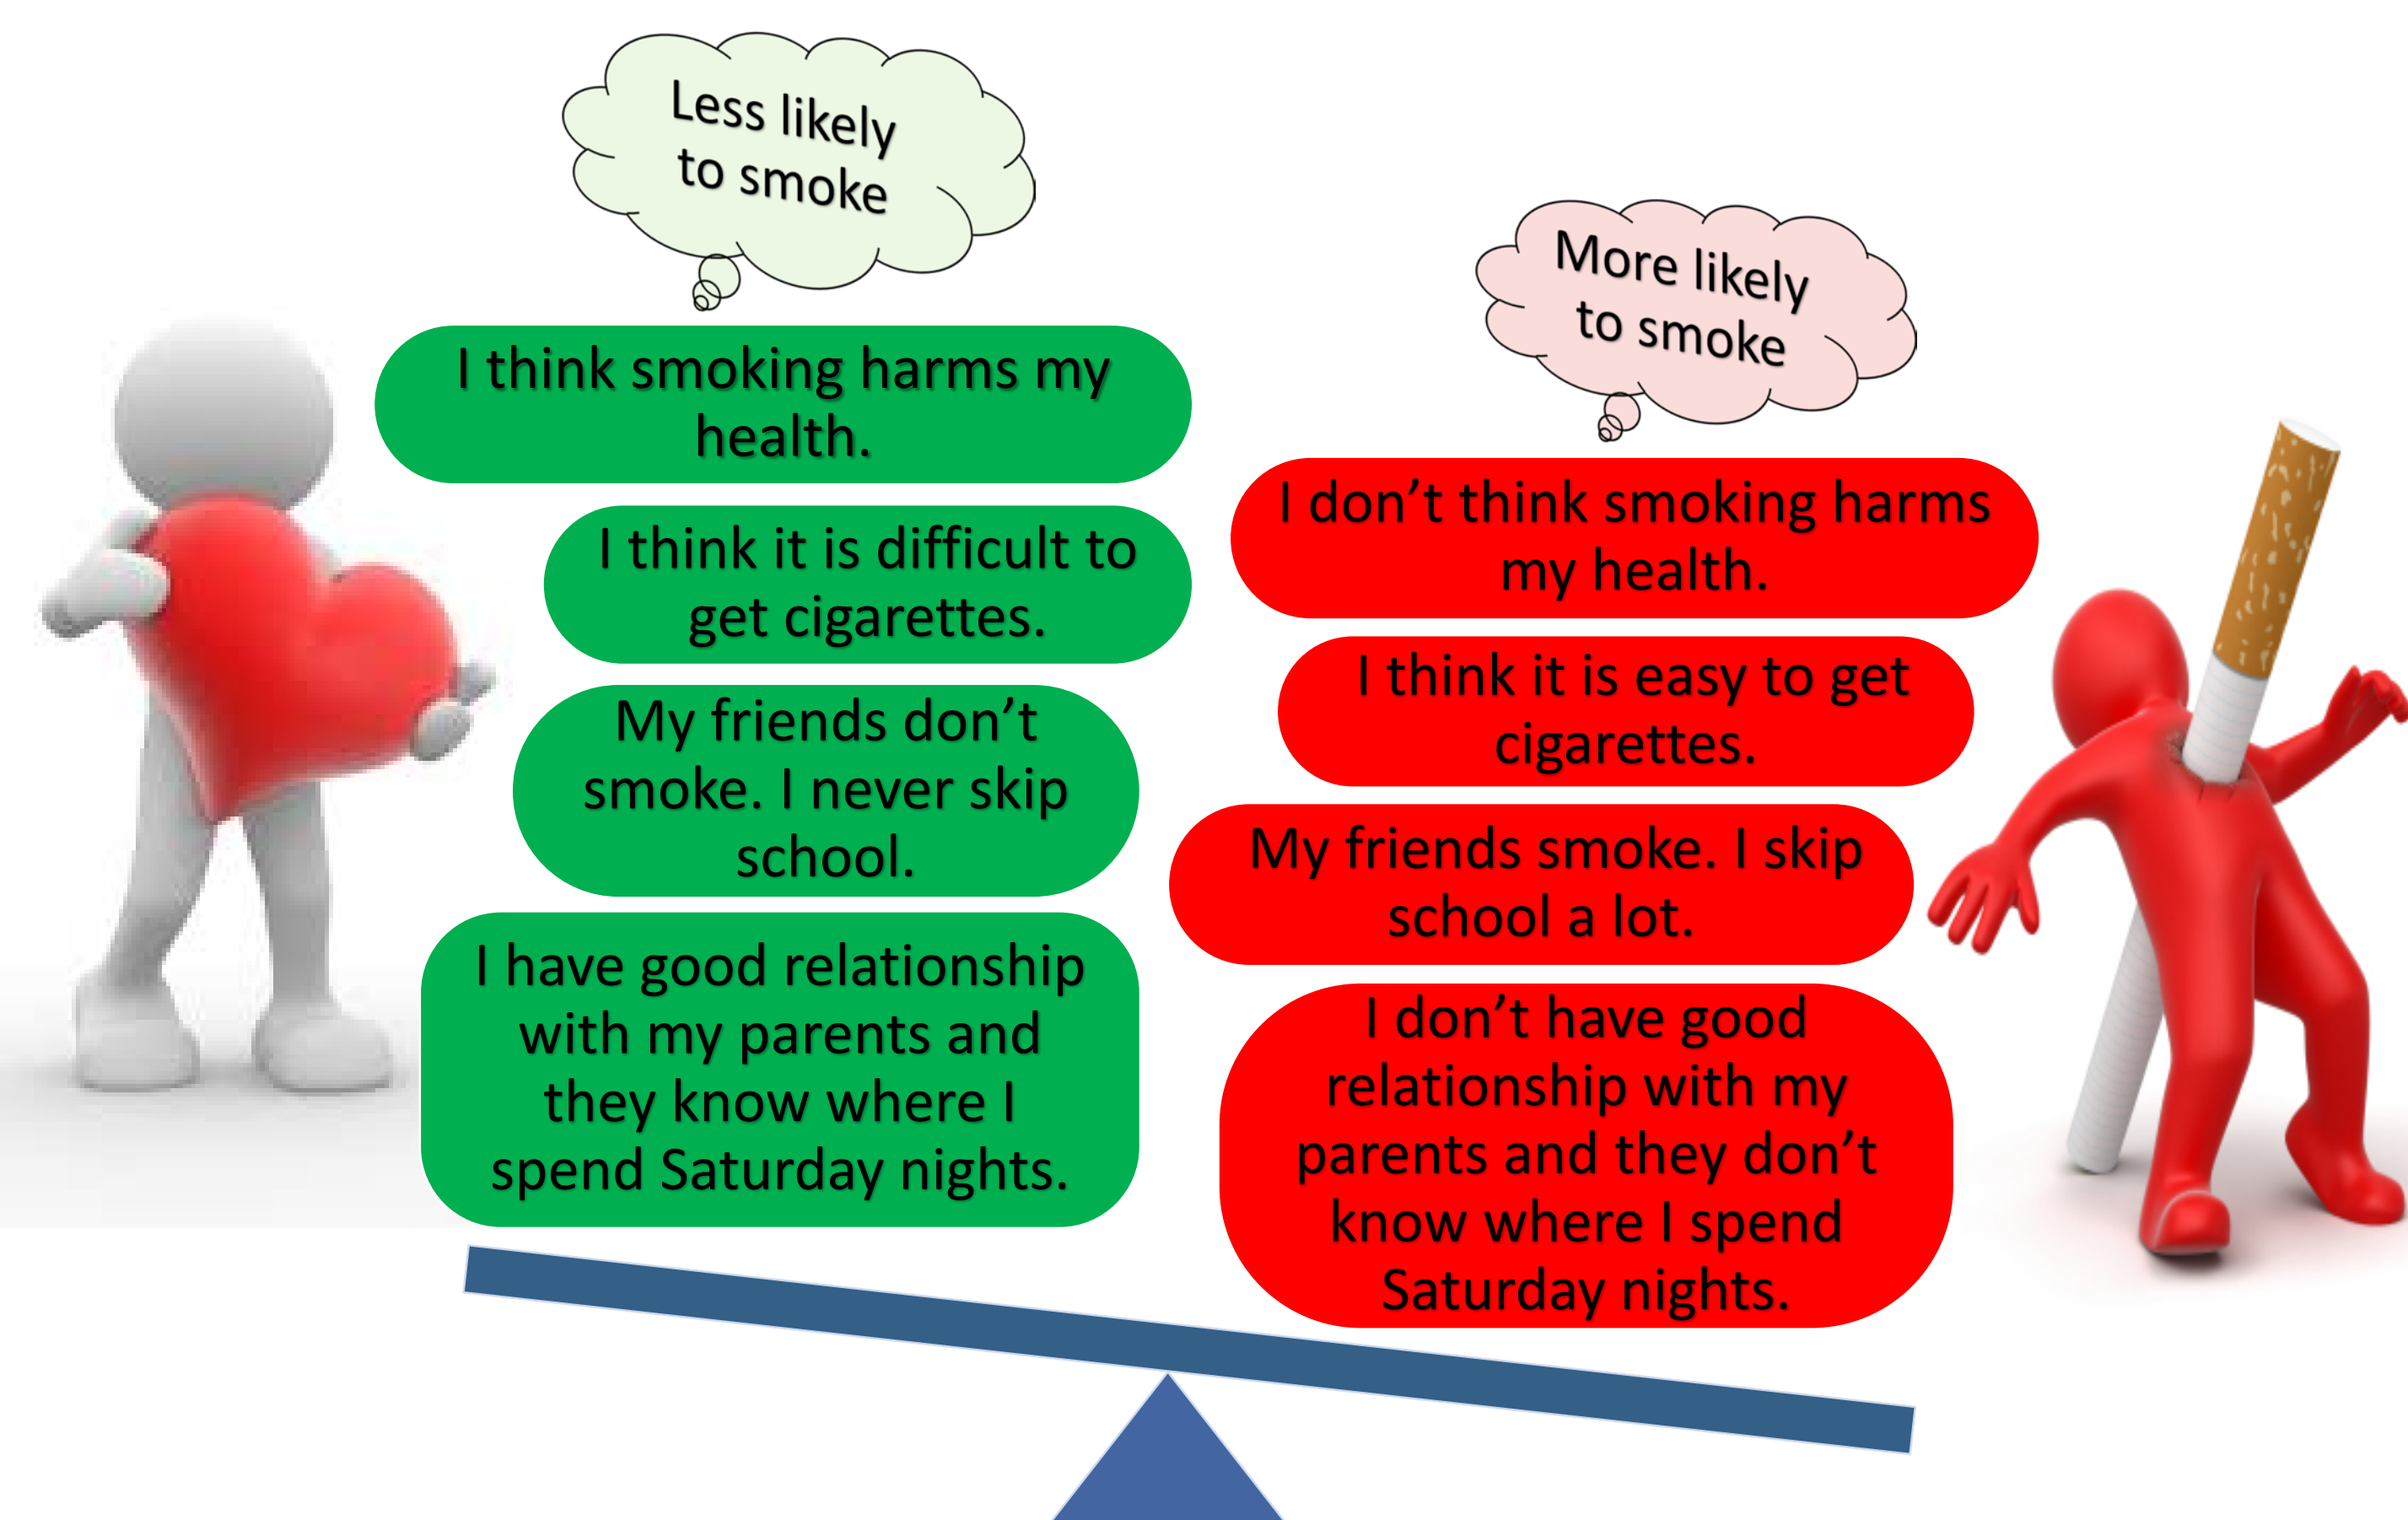 Less likely
to smoke
I think smoking harms my
health.
I think it is difficult to
get cigarettes.
My friends don’t
smoke. I never skip
school.
I have good relationship
with my parents and
they know where I
spend Saturday nights.
More likely
to smoke
I don’t think smoking harms
my health.
I think it is easy to get
cigarettes.
My friends smoke. I skip
school a lot.
I don’t have good
relationship with my
parents and they don’t
know where I spend
Saturday nights.